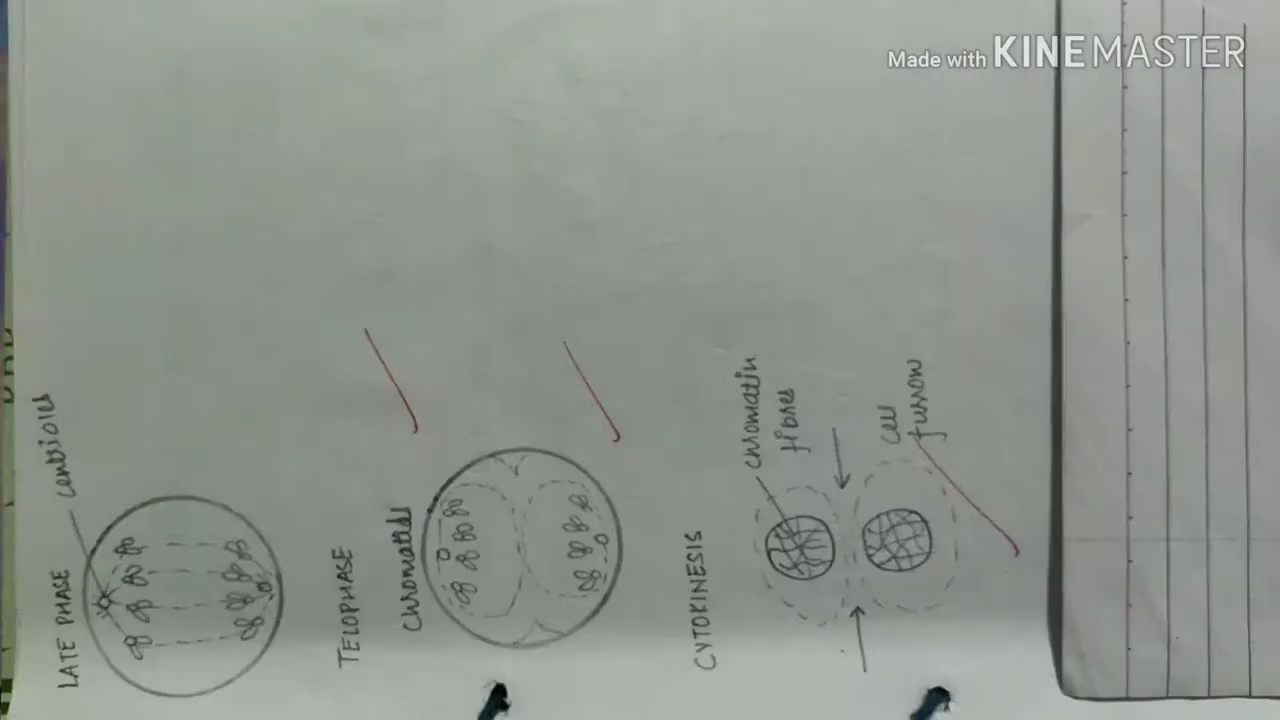 Made with KINEMASTER
LATE PHASE
centrioles
TELOPHASE
chromatids
CYTOKINESIS
chromatin
fibres
cell
furrow